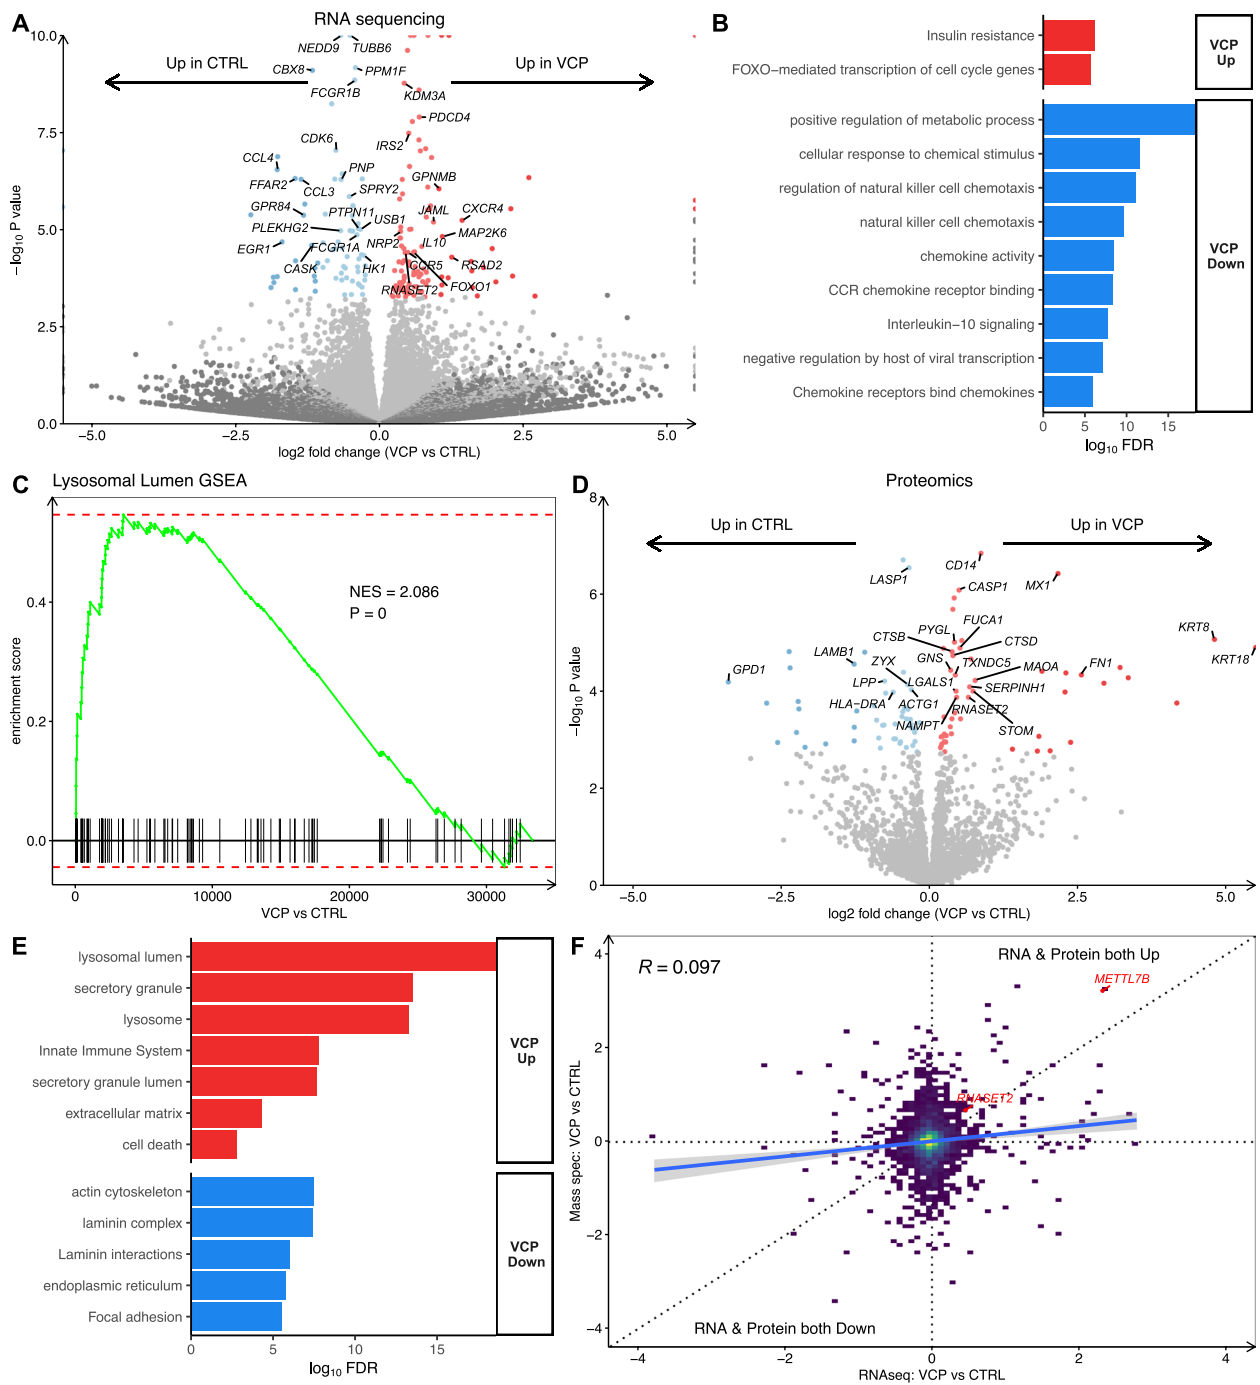 A
RNA sequencing
Up in CTRL
Up in VCP
NEDD9
TUBB6
CBX8
PPM1F
FCGR1B
KDM3A
PDCD4
CDK6
IRS2
CCL4
PNP
GPNMB
FFAR2
CCL3
SPRY2
GPR84
PTPN11
USB1
JAML
CXCR4
PLEKHG2
MAP2K6
EGR1
FCGR1A
NRP2
IL10
CASK
HK1
CCR5
RSAD2
RNASET2
FOXO1
10.0
7.5
5.0
2.5
0.0
−log10 P value
−5.0
−2.5
0.0
2.5
5.0
log2 fold change (VCP vs CTRL)
B
Insulin resistance
FOXO−mediated transcription of cell cycle genes
VCP
Up
positive regulation of metabolic process
cellular response to chemical stimulus
regulation of natural killer cell chemotaxis
natural killer cell chemotaxis
chemokine activity
CCR chemokine receptor binding
Interleukin−10 signaling
negative regulation by host of viral transcription
Chemokine receptors bind chemokines
VCP
Down
0
5
10
15
log10 FDR
C
Lysosomal Lumen GSEA
NES = 2.086
P = 0
0.4
0.2
0.0
enrichment score
0
10000
20000
30000
VCP vs CTRL
D
Proteomics
Up in CTRL
Up in VCP
LASP1
CD14
CASP1
MX1
PYGL
FUCA1
KRT8
CTSB
CTSD
KRT18
LAMB1
ZYX
GNS
TXNDC5
MAOA
FN1
GPD1
LPP
LGALS1
SERPINH1
HLA−DRA
ACTG1
RNASET2
NAMPT
STOM
8
6
4
2
0
−log10 P value
−5.0
−2.5
0.0
2.5
5.0
log2 fold change (VCP vs CTRL)
E
lysosomal lumen
secretory granule
lysosome
Innate Immune System
secretory granule lumen
extracellular matrix
cell death
VCP
Up
actin cytoskeleton
laminin complex
Laminin interactions
endoplasmic reticulum
Focal adhesion
VCP
Down
0
5
10
15
log10 FDR
F
R = 0.097
RNA & Protein both Up
METTL7B
RNASET2
RNA & Protein both Down
4
2
0
−2
−4
Mass spec: VCP vs CTRL
−4
−2
0
2
4
RNAseq: VCP vs CTRL